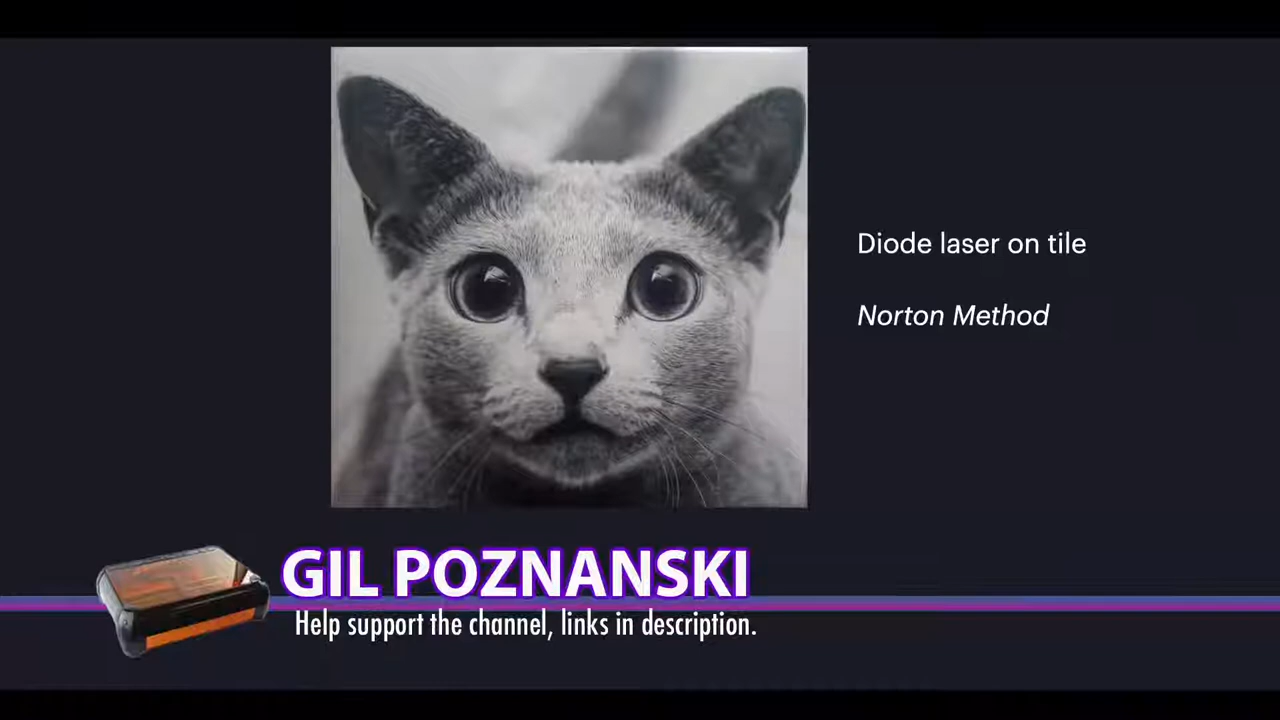 Diode laser on tile
Norton Method
GIL POZNANSKI
Help support the channel, links in description.